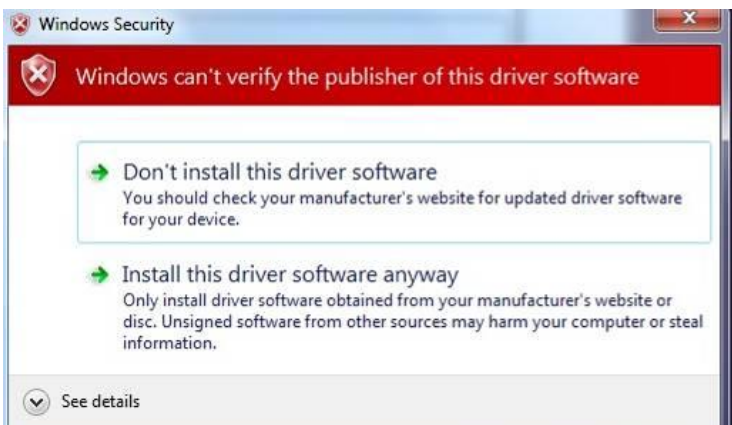 Windows Security
Windows can't verify the publisher of this driver software
Don't install this driver software
You should check your manufacturer's website for updated driver software
for your device.
Install this driver software anyway
Only install driver software obtained from your manufacturer's website or
disc. Unsigned software from other sources may harm your computer or steal
information.
See details